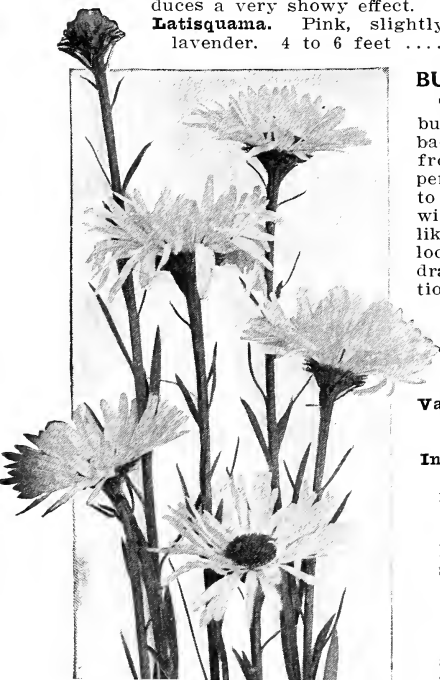 duces a very showy effect.
Latisquama. Pink, slightly
lavender. 4 to 6 feet ....
BU
bu
ba
fre
per
to
wi
lik
loc
dra
tio
Va
In